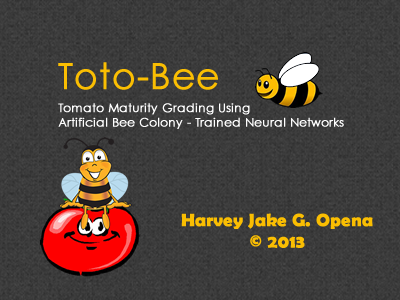 Toto-Bee
Tomato Maturity Grading Using
Artificial Bee Colony - Trained Neural Networks
Harvey Jake G. Opena
© 2013